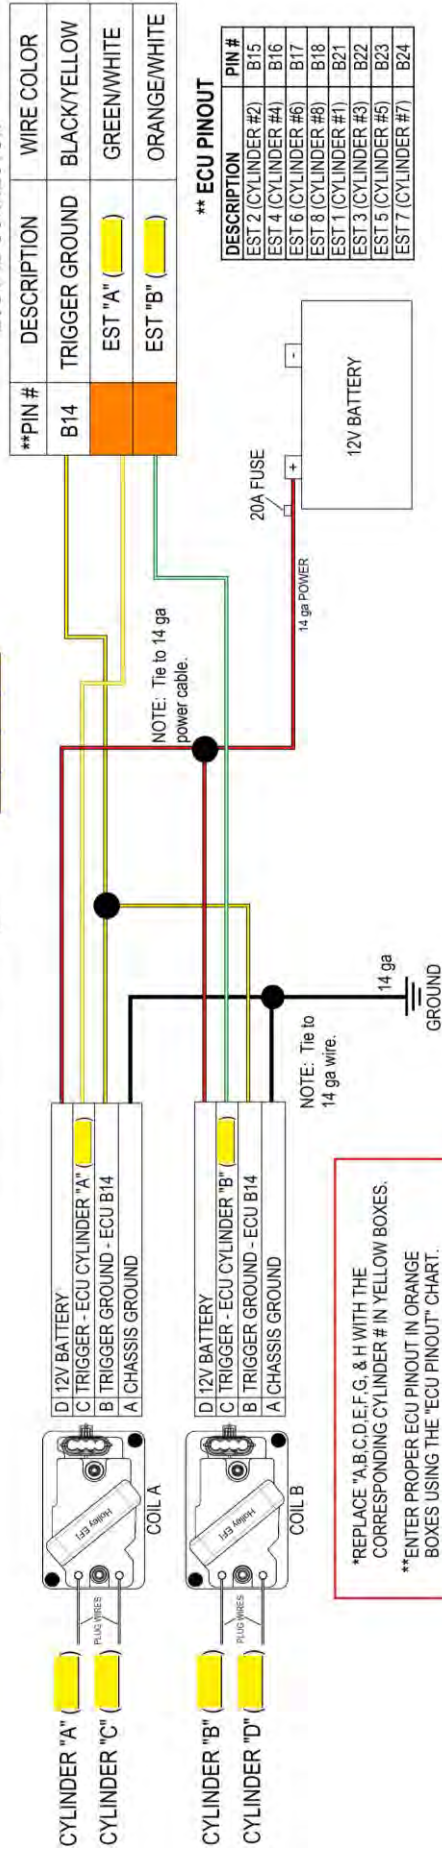 **PIN #	DESCRIPTION	WIRE COLOR
B14	TRIGGER GROUND	BLACK/YELLOW
EST "A" ( )	GREEN/WHITE
EST "B" ( )	ORANGE/WHITE
** ECU PINOUT
DESCRIPTION	PIN #
EST 2 (CYLINDER #2)	B15
EST 4 (CYLINDER #4)	B16
EST 6 (CYLINDER #6)	B17
EST 8 (CYLINDER #8)	B18
EST 1 (CYLINDER #1)	B21
EST 3 (CYLINDER #3)	B22
EST 5 (CYLINDER #5)	B23
EST 7 (CYLINDER #7)	B24
CYLINDER "A" ( )
CYLINDER "C" ( )
PLUG WIRES
Holley EFI
COIL A
D 12V BATTERY
C TRIGGER - ECU CYLINDER "A" ( )
B TRIGGER GROUND - ECU B14
A CHASSIS GROUND
CYLINDER "B" ( )
CYLINDER "D" ( )
PLUG WIRES
Holley EFI
COIL B
D 12V BATTERY
C TRIGGER - ECU CYLINDER "B" ( )
B TRIGGER GROUND - ECU B14
A CHASSIS GROUND
NOTE: Tie to 14 ga
power cable.
NOTE: Tie to
14 ga wire.
14 ga
GROUND
14 ga POWER
20A FUSE
+
-
12V BATTERY
*REPLACE "A,B,C,D,E,F,G, & H WITH THE
CORRESPONDING CYLINDER # IN YELLOW BOXES.
**ENTER PROPER ECU PINOUT IN ORANGE
BOXES USING THE "ECU PINOUT" CHART.